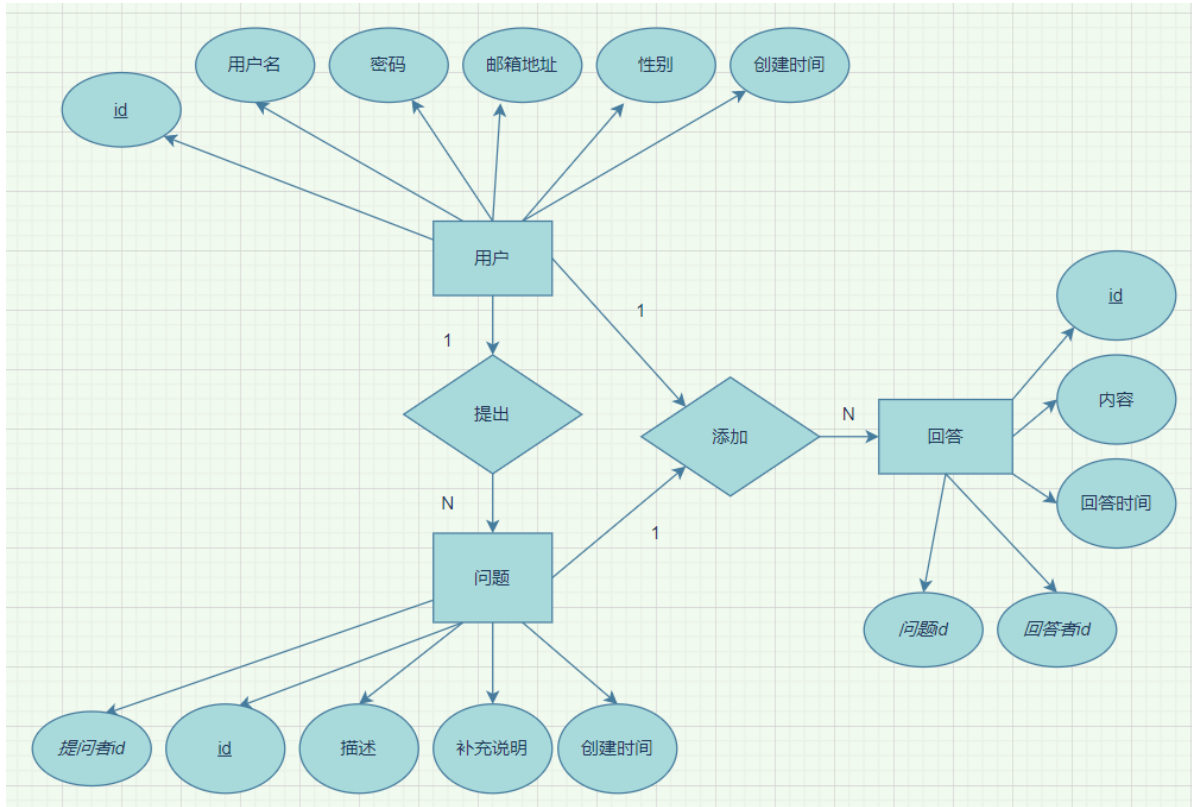 用户名
密码
邮箱地址
性别
创建时间
id
用户
id
1
1
内容
提出
添加
N
回答
N
回答时间
1
问题
问题id
回答者id
提问者id
id
描述
补充说明
创建时间